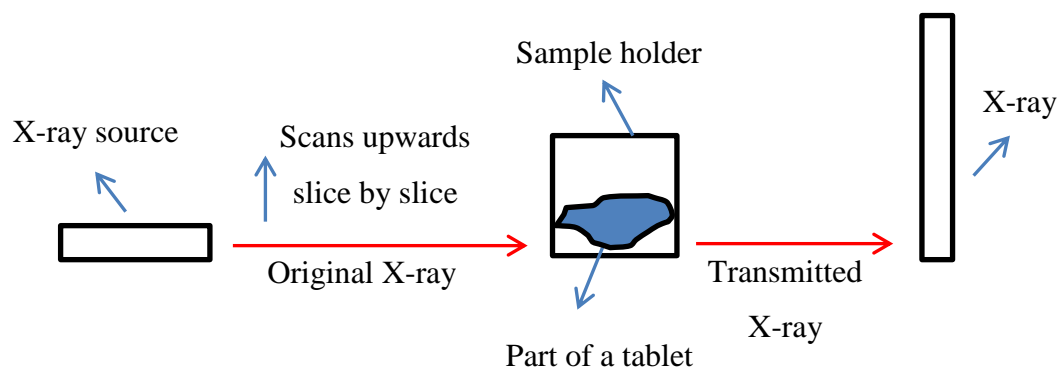 Sample holder
X-ray
X-ray source
Scans upwards
slice by slice
Original X-ray
Transmitted
X-ray
Part of a tablet